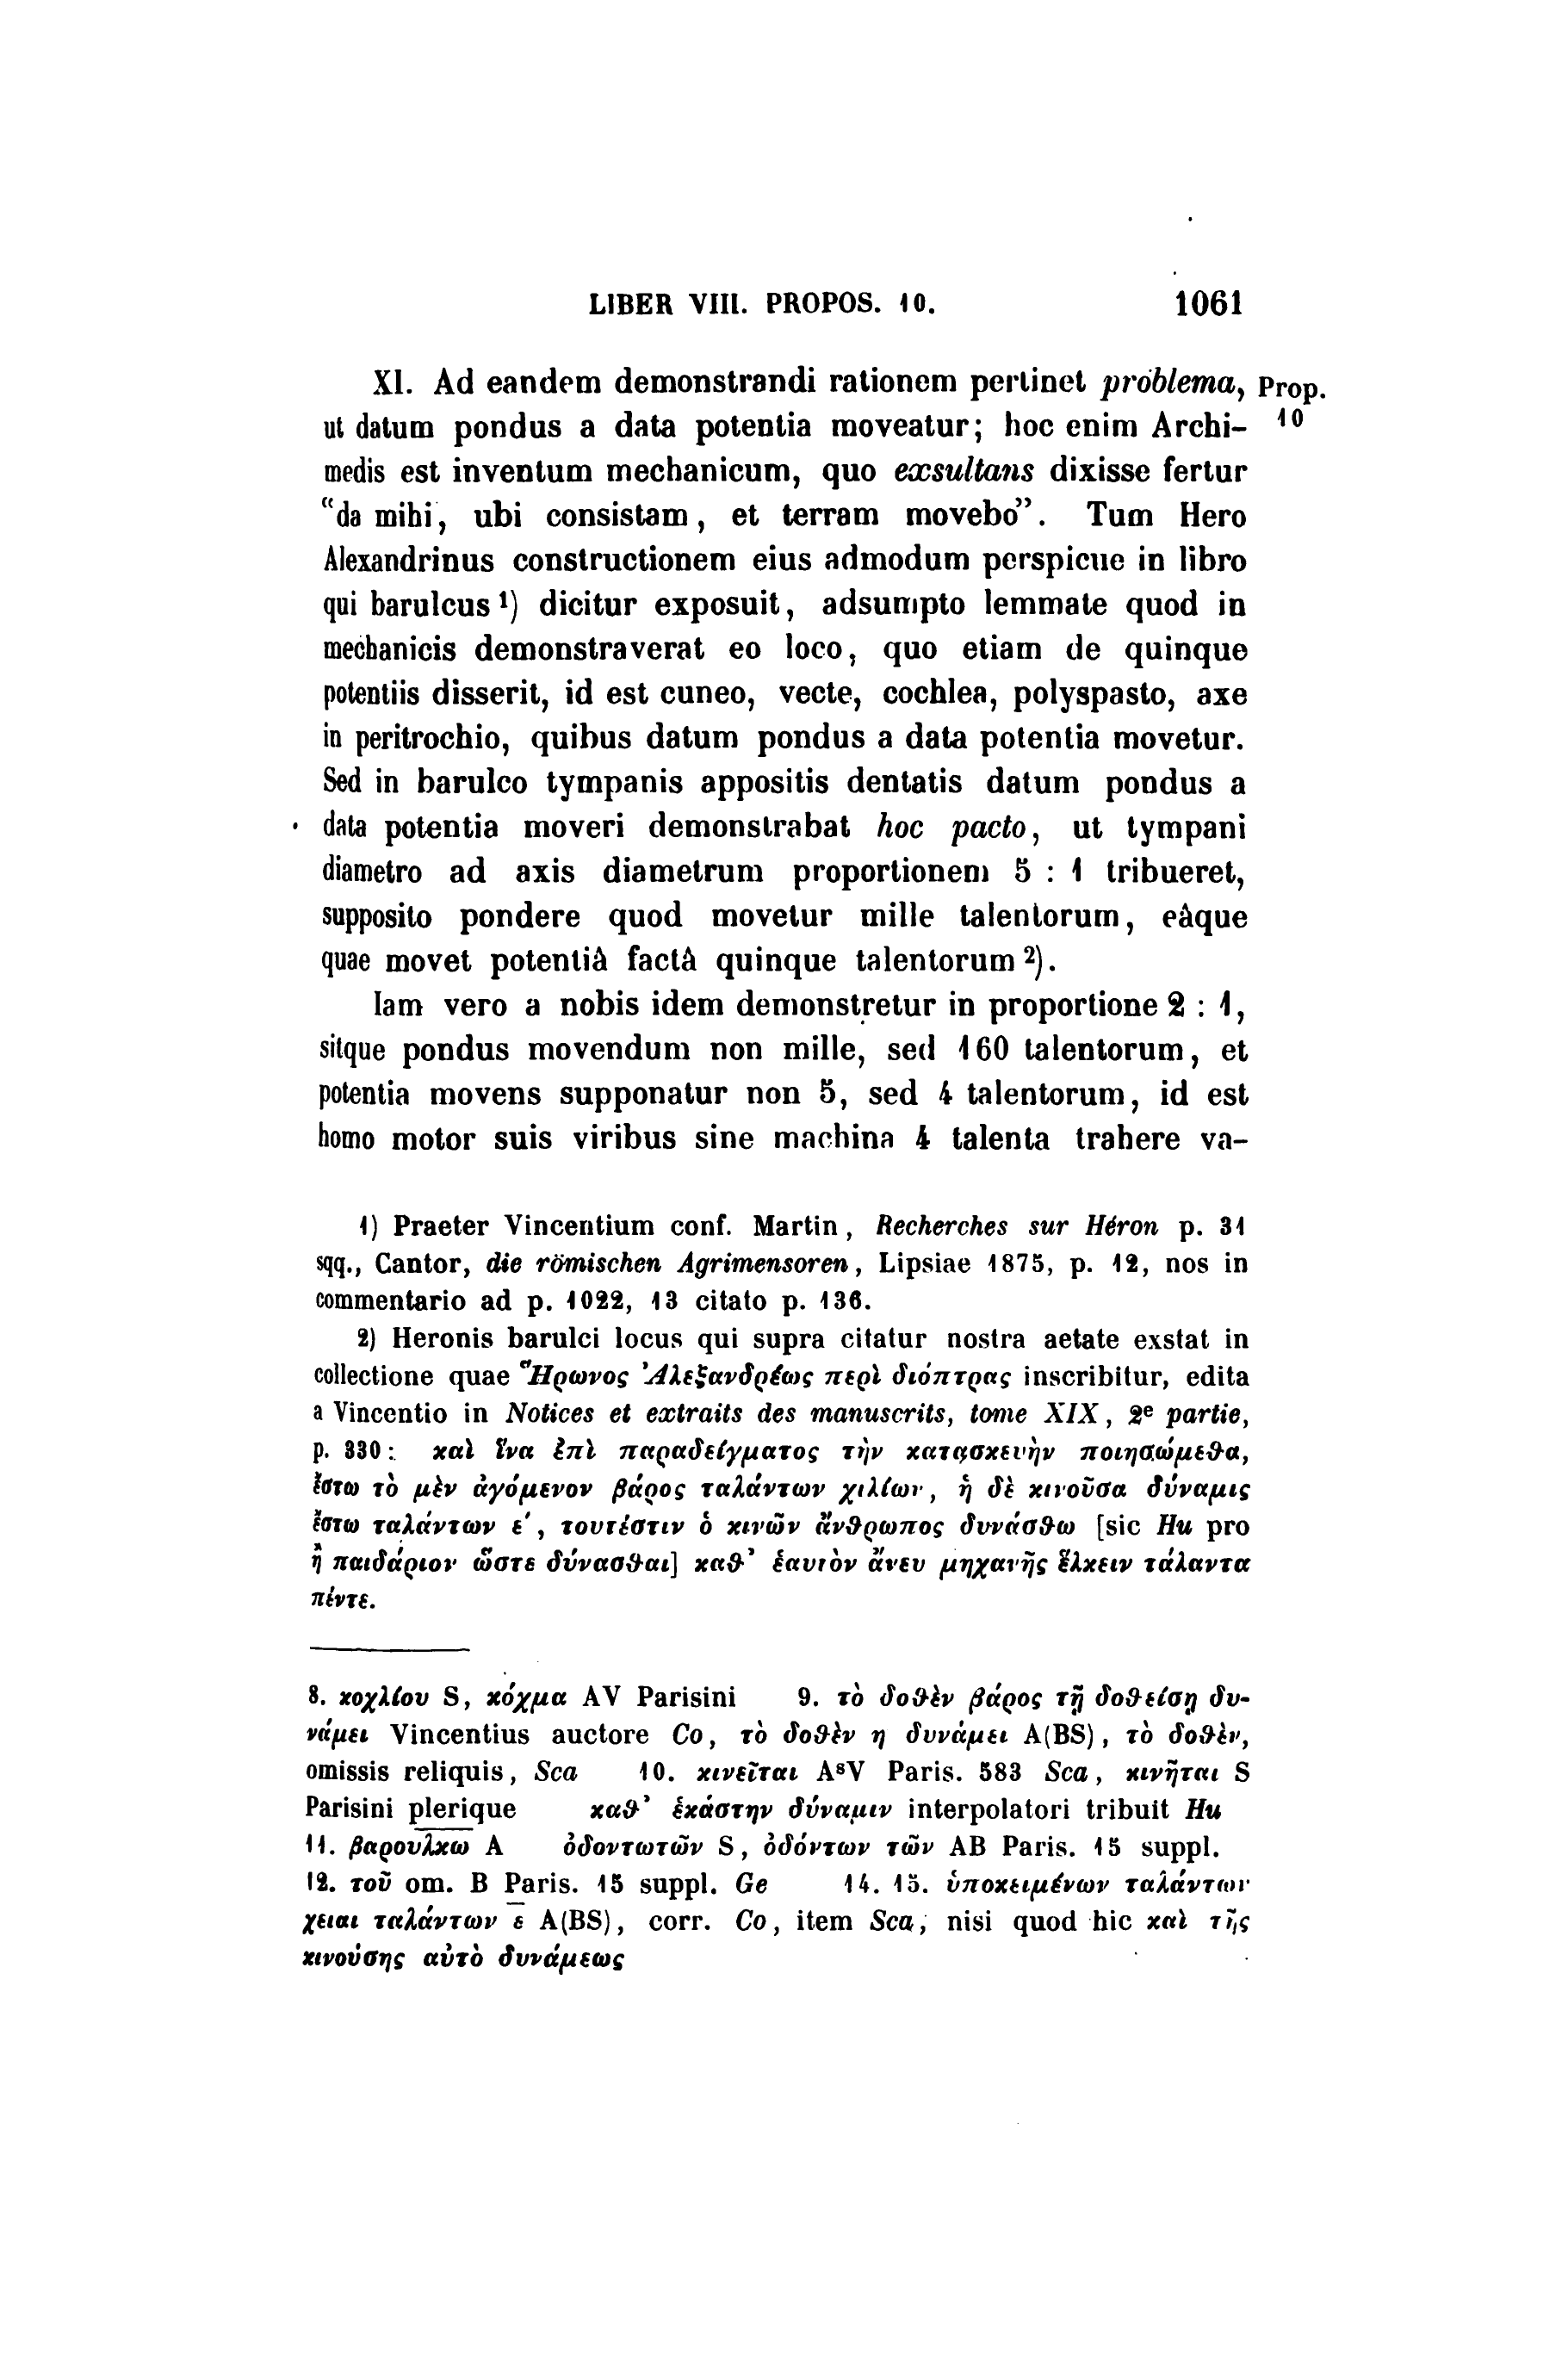 LIBER VIII. PROPOS. 10. 1061
XI. Ad eandem demonstrandi rationem pertinet problema, Prop.
ut datum pondus a data potentia moveatur; hoc enim Archi- 10
medis est inventum mechanicum, quo exsultans dixisse fertur
“da mihi, ubi consistam, et terram movebo”. Tum Hero
Alexandrinus constructionem eius admodum perspicue in libro
qui barulcus ¹) dicitur exposuit, adsumpto lemmate quod in
mechanicis demonstraverat eo loco, quo etiam de quinque
potentiis disserit, id est cuneo, vecte, cochlea, polyspasto, axe
in peritrochio, quibus datum pondus a data potentia movetur.
Sed in barulco tympanis appositis dentatis datum pondus a
data potentia moveri demonstrabat hoc pacto, ut tympani
diametro ad axis diametrum proportionem 5 : 1 tribueret,
supposito pondere quod movetur mille talentorum, eâque
quae movet potentiâ factâ quinque talentorum ²).
Iam vero a nobis idem demonstretur in proportione 2 : 1,
sitque pondus movendum non mille, sed 160 talentorum, et
potentia movens supponatur non 5, sed 4 talentorum, id est
homo motor suis viribus sine machina 4 talenta trahere va-
1) Praeter Vincentium conf. Martin, Recherches sur Héron p. 31
sqq., Cantor, die römischen Agrimensoren, Lipsiae 1875, p. 12, nos in
commentario ad p. 1022, 13 citato p. 136.
2) Heronis barulci locus qui supra citatur nostra aetate exstat in
collectione quae Ἥρωνος Ἀλεξανδρέως περὶ διόπτρας inscribitur, edita
a Vincentio in Notices et extraits des manuscrits, tome XIX, 2e partie,
p. 330: καὶ ἵνα ἐπὶ παραδείγματος τὴν κατασκευὴν ποιησώμεθα,
ἔστω τὸ μὲν ἀγόμενον βάρος ταλάντων χιλίων, ἡ δὲ κινοῦσα δύναμις
ἔστω ταλάντων ε', τουτέστιν ὁ κινῶν ἄνθρωπος δυνάσθω [sic Hu pro
ἢ παιδάριον ὥστε δύνασθαι] καθ' ἑαυτὸν ἄνευ μηχανῆς ἕλκειν τάλαντα
πέντε.
8. κοχλίου S, κόχμα AV Parisini 9. τὸ δοθὲν βάρος τῇ δοθείσῃ δυ-
νάμει Vincentius auctore Co, τὸ δοθὲν η δυνάμει A(BS), τὸ δοθὲν,
omissis reliquis, Sca 10. κινεῖται AˢV Paris. 583 Sca, κινῆται S
Parisini plerique καθ' ἑκάστην δύναμιν interpolatori tribuit Hu
11. βαρουλκω A ὀδοντωτῶν S, ὀδόντων τῶν AB Paris. 15 suppl.
12. τοῦ om. B Paris. 15 suppl. Ge 14. 15. ὑποκειμένων ταλάντων
χειαι ταλάντων ε̅ A(BS), corr. Co, item Sca, nisi quod hic καὶ τῆς
κινούσης αὐτὸ δυνάμεως